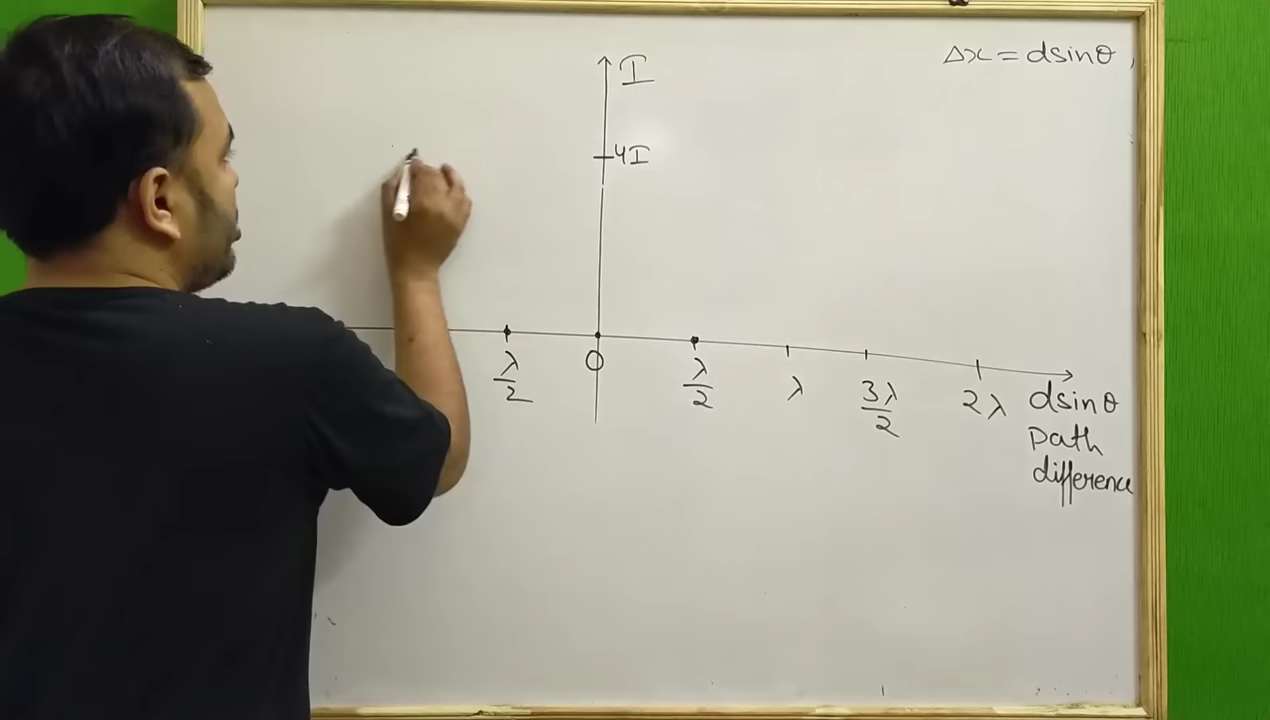 Δx = dsinθ,
I
4I
λ/2
0
λ/2
λ
3λ/2
2λ
dsinθ
path
difference